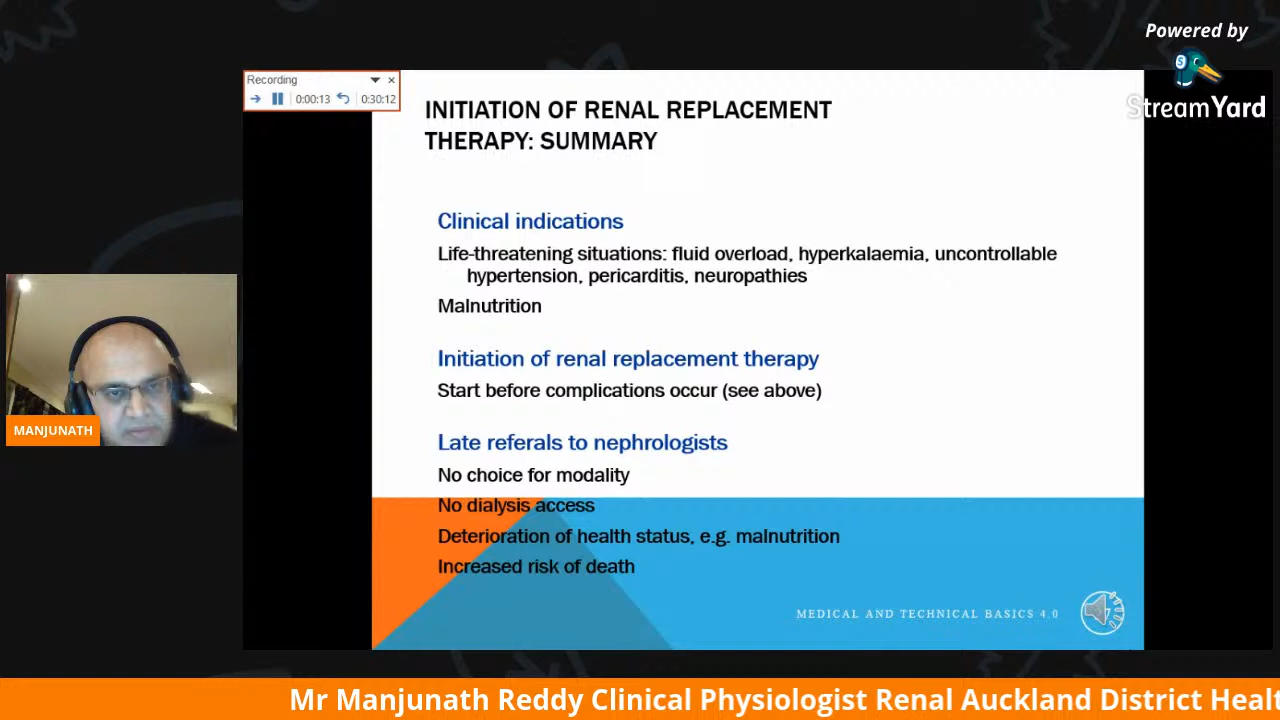 Powered by
StreamYard
Recording
0:00:13 0:30:12
INITIATION OF RENAL REPLACEMENT
THERAPY: SUMMARY
Clinical indications
Life-threatening situations: fluid overload, hyperkalaemia, uncontrollable
hypertension, pericarditis, neuropathies
Malnutrition
Initiation of renal replacement therapy
Start before complications occur (see above)
Late referals to nephrologists
No choice for modality
No dialysis access
Deterioration of health status, e.g. malnutrition
Increased risk of death
MEDICAL AND TECHNICAL BASICS 4.0
MANJUNATH
Mr Manjunath Reddy Clinical Physiologist Renal Auckland District Healt